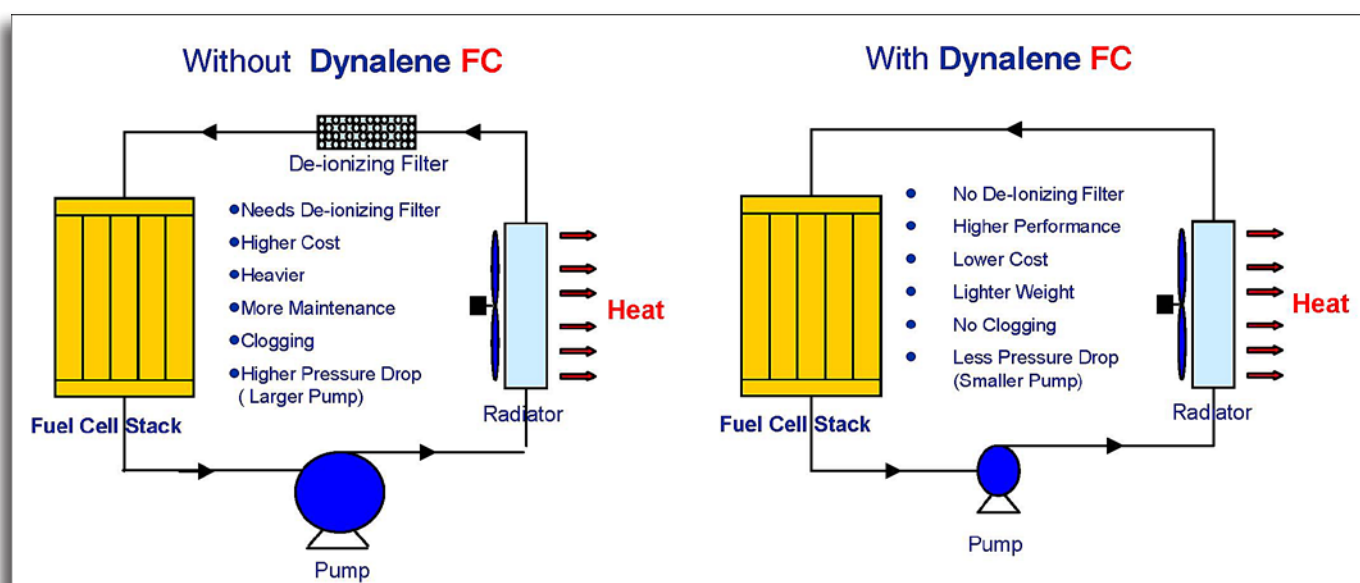 Without Dynalene FC
De-ionizing Filter
●Needs De-ionizing Filter
●Higher Cost
●Heavier
●More Maintenance
●Clogging
●Higher Pressure Drop
( Larger Pump)
Heat
Radiator
Fuel Cell Stack
Pump
With Dynalene FC
● No De-Ionizing Filter
● Higher Performance
● Lower Cost
● Lighter Weight
● No Clogging
● Less Pressure Drop
(Smaller Pump)
Heat
Radiator
Fuel Cell Stack
Pump